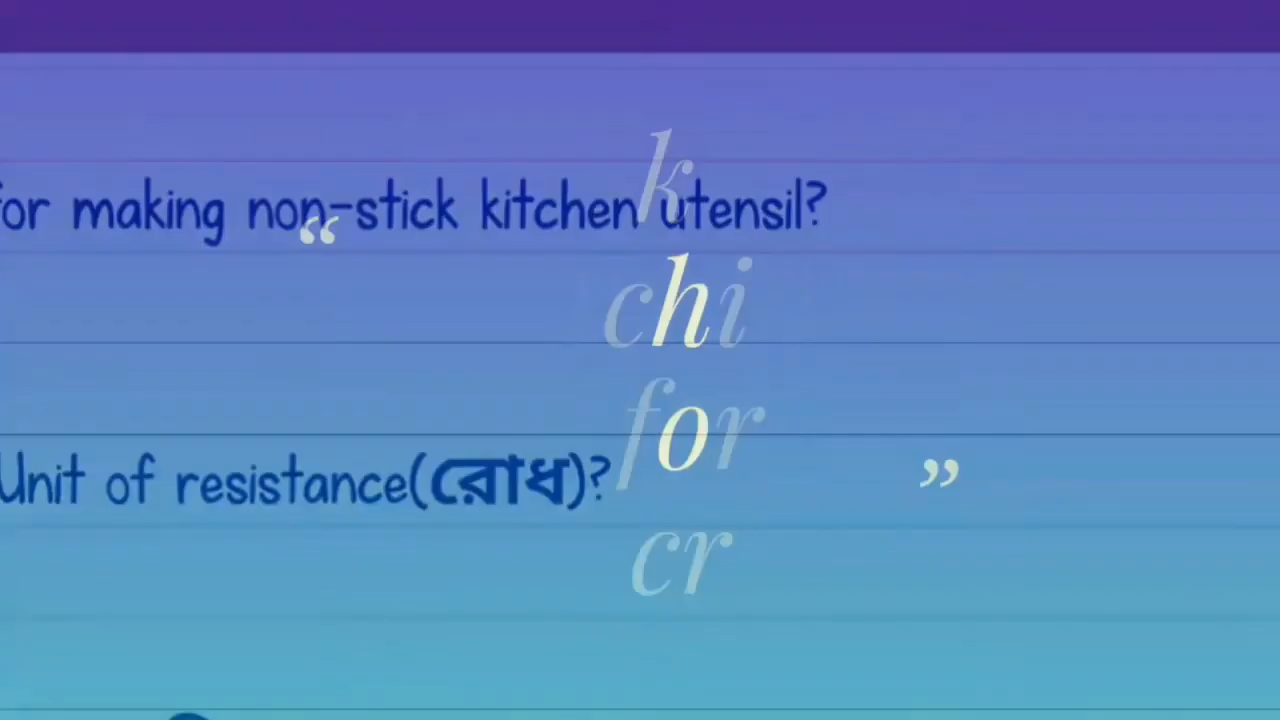 for making non-stick kitchen utensil?
Unit of resistance(রোধ)?
“
k
chi
for
cr
”